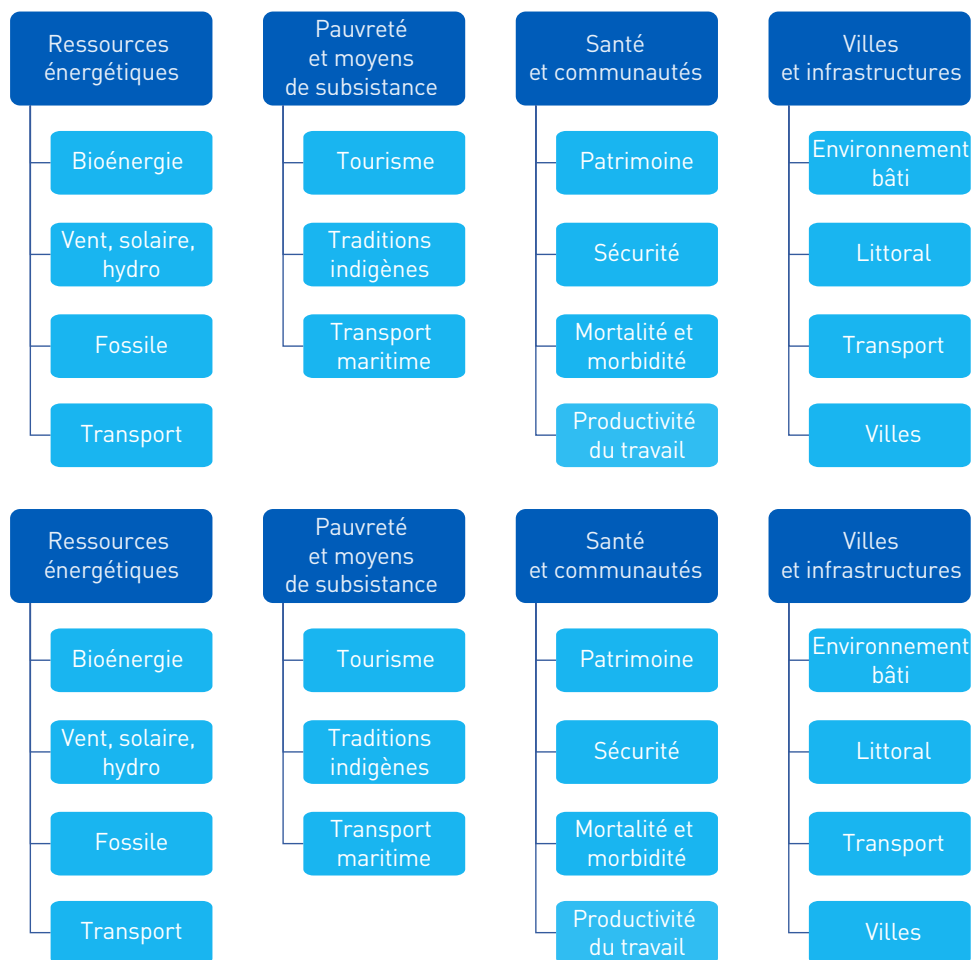 Ressources
énergétiques
Bioénergie
Vent, solaire,
hydro
Fossile
Transport
Pauvreté
et moyens
de subsistance
Tourisme
Traditions
indigènes
Transport
maritime
Santé
et communautés
Patrimoine
Sécurité
Mortalité et
morbidité
Productivité
du travail
Villes
et infrastructures
Environnement
bâti
Littoral
Transport
Villes
Ressources
énergétiques
Bioénergie
Vent, solaire,
hydro
Fossile
Transport
Pauvreté
et moyens
de subsistance
Tourisme
Traditions
indigènes
Transport
maritime
Santé
et communautés
Patrimoine
Sécurité
Mortalité et
morbidité
Productivité
du travail
Villes
et infrastructures
Environnement
bâti
Littoral
Transport
Villes